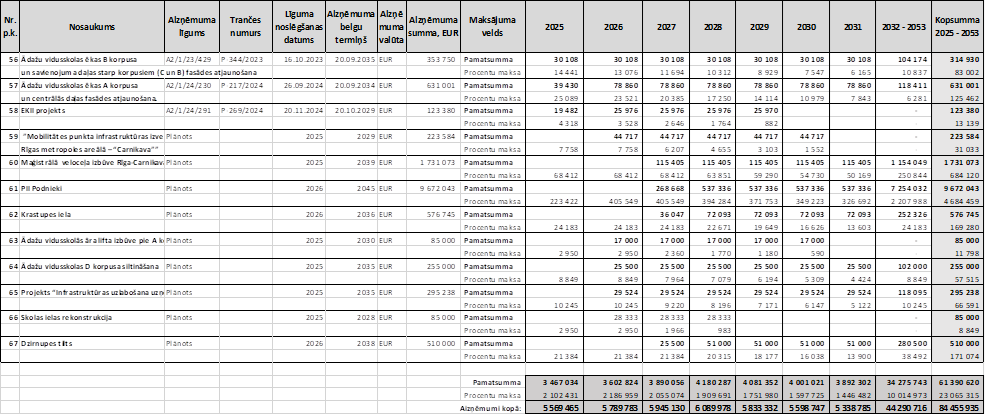 Nr. p.k. Nosaukums Aizņēmuma līgums Trančes numurs Līguma noslēgšanas datums Aizņēmuma beigu termiņš Aizņēmuma valūta Aizņēmuma summa, EUR Maksājuma veids 2025 2026 2027 2028 2029 2030 2031 2032 - 2053 Kopsumma 2025 - 2053
56 Ādažu vidusskolas ēkas B korpusa A2/1/23/429 P-344/2023 16.10.2023 20.09.2035 EUR 353 750 Pamatsumma 30 108 30 108 30 108 30 108 30 108 30 108 30 108 104 174 314 930
un savienojuma daļas starp korpusiem (C un B) fasādes atjaunošana Procentu maksa 14 441 13 076 11 694 10 312 8 929 7 547 6 165 10 837 83 002
57 Ādažu vidusskolas ēkas A korpusa A2/1/24/230 P-217/2024 26.09.2024 20.09.2034 EUR 631 001 Pamatsumma 39 430 78 860 78 860 78 860 78 860 78 860 78 860 118 411 631 001
un centrālās daļas fasādes atjaunošana. Procentu maksa 25 089 23 521 20 385 17 250 14 114 10 979 7 843 6 281 125 462
58 EKII projekts A2/1/24/291 P-269/2024 20.11.2024 20.10.2029 EUR 123 380 Pamatsumma 19 482 25 976 25 976 25 976 25 970 - 123 380
Procentu maksa 4 318 3 528 2 646 1 764 882 - 13 139
59 "Mobilitātes punkta infrastruktūras izve Plānots 2025 2029 EUR 223 584 Pamatsumma 44 717 44 717 44 717 44 717 44 717 - 223 584
Rīgas metropoles areālā – "Carnikava"" Procentu maksa 7 758 7 758 6 207 4 655 3 103 1 552 - 31 033
60 Maģistrālā veloceļa izbūve Rīga-Carnikava Plānots 2025 2039 EUR 1 731 073 Pamatsumma 115 405 115 405 115 405 115 405 115 405 1 154 049 1 731 073
Procentu maksa 68 412 68 412 68 412 63 851 59 290 54 730 50 169 250 844 684 120
61 PII Podnieki Plānots 2026 2045 EUR 9 672 043 Pamatsumma 268 668 537 336 537 336 537 336 537 336 7 254 032 9 672 043
Procentu maksa 223 422 405 549 405 549 394 284 371 753 349 223 326 692 2 207 988 4 684 459
62 Krastupes iela Plānots 2026 2036 EUR 576 745 Pamatsumma 36 047 72 093 72 093 72 093 72 093 252 326 576 745
Procentu maksa 24 183 24 183 24 183 22 671 19 649 16 626 13 603 24 183 169 280
63 Ādažu vidusskolās āra lifta izbūve pie A k Plānots 2025 2030 EUR 85 000 Pamatsumma 17 000 17 000 17 000 17 000 17 000 - 85 000
Procentu maksa 2 950 2 950 2 360 1 770 1 180 590 - 11 798
64 Ādažu vidusskolas D korpusa siltināšana Plānots 2025 2035 EUR 255 000 Pamatsumma 25 500 25 500 25 500 25 500 25 500 25 500 102 000 255 000
Procentu maksa 8 849 8 849 7 964 7 079 6 194 5 309 4 424 8 849 57 515
65 Projekts "Infrastruktūras uzlabošana uzņ Plānots 2025 2035 EUR 295 238 Pamatsumma 29 524 29 524 29 524 29 524 29 524 29 524 118 095 295 238
Procentu maksa 10 245 10 245 9 220 8 196 7 171 6 147 5 122 10 245 66 591
66 Skolas ielas rekonstrukcija Plānots 2025 2028 EUR 85 000 Pamatsumma 28 333 28 333 28 333 - 85 000
Procentu maksa 2 950 2 950 1 966 983 - 8 849
67 Dzirnupes tilts Plānots 2026 2038 EUR 510 000 Pamatsumma 25 500 51 000 51 000 51 000 51 000 280 500 510 000
Procentu maksa 21 384 21 384 21 384 20 315 18 177 16 038 13 900 38 492 171 074
Pamatsumma 3 467 034 3 602 824 3 890 056 4 180 287 4 081 352 4 001 021 3 892 302 34 275 743 61 390 620
Procentu maksa 2 102 431 2 186 959 2 055 074 1 909 691 1 751 980 1 597 725 1 446 482 10 014 973 23 065 315
Aizņēmumi kopā: 5 569 465 5 789 783 5 945 130 6 089 978 5 833 332 5 598 747 5 338 785 44 290 716 84 455 935